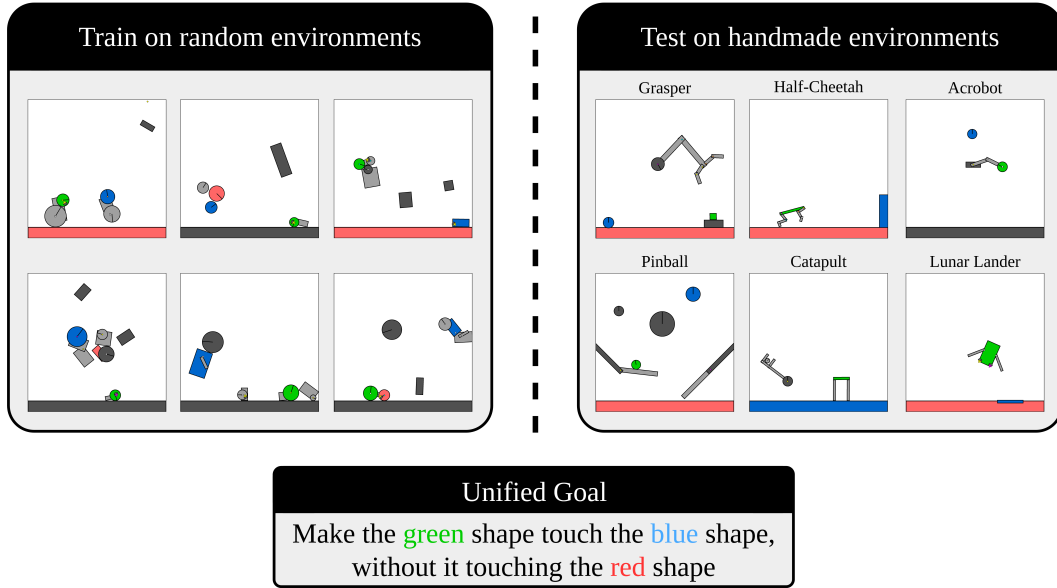 Train on random environments
Test on handmade environments
Grasper
Half-Cheetah
Acrobot
Pinball
Catapult
Lunar Lander
Unified Goal
Make the green shape touch the blue shape,
without it touching the red shape